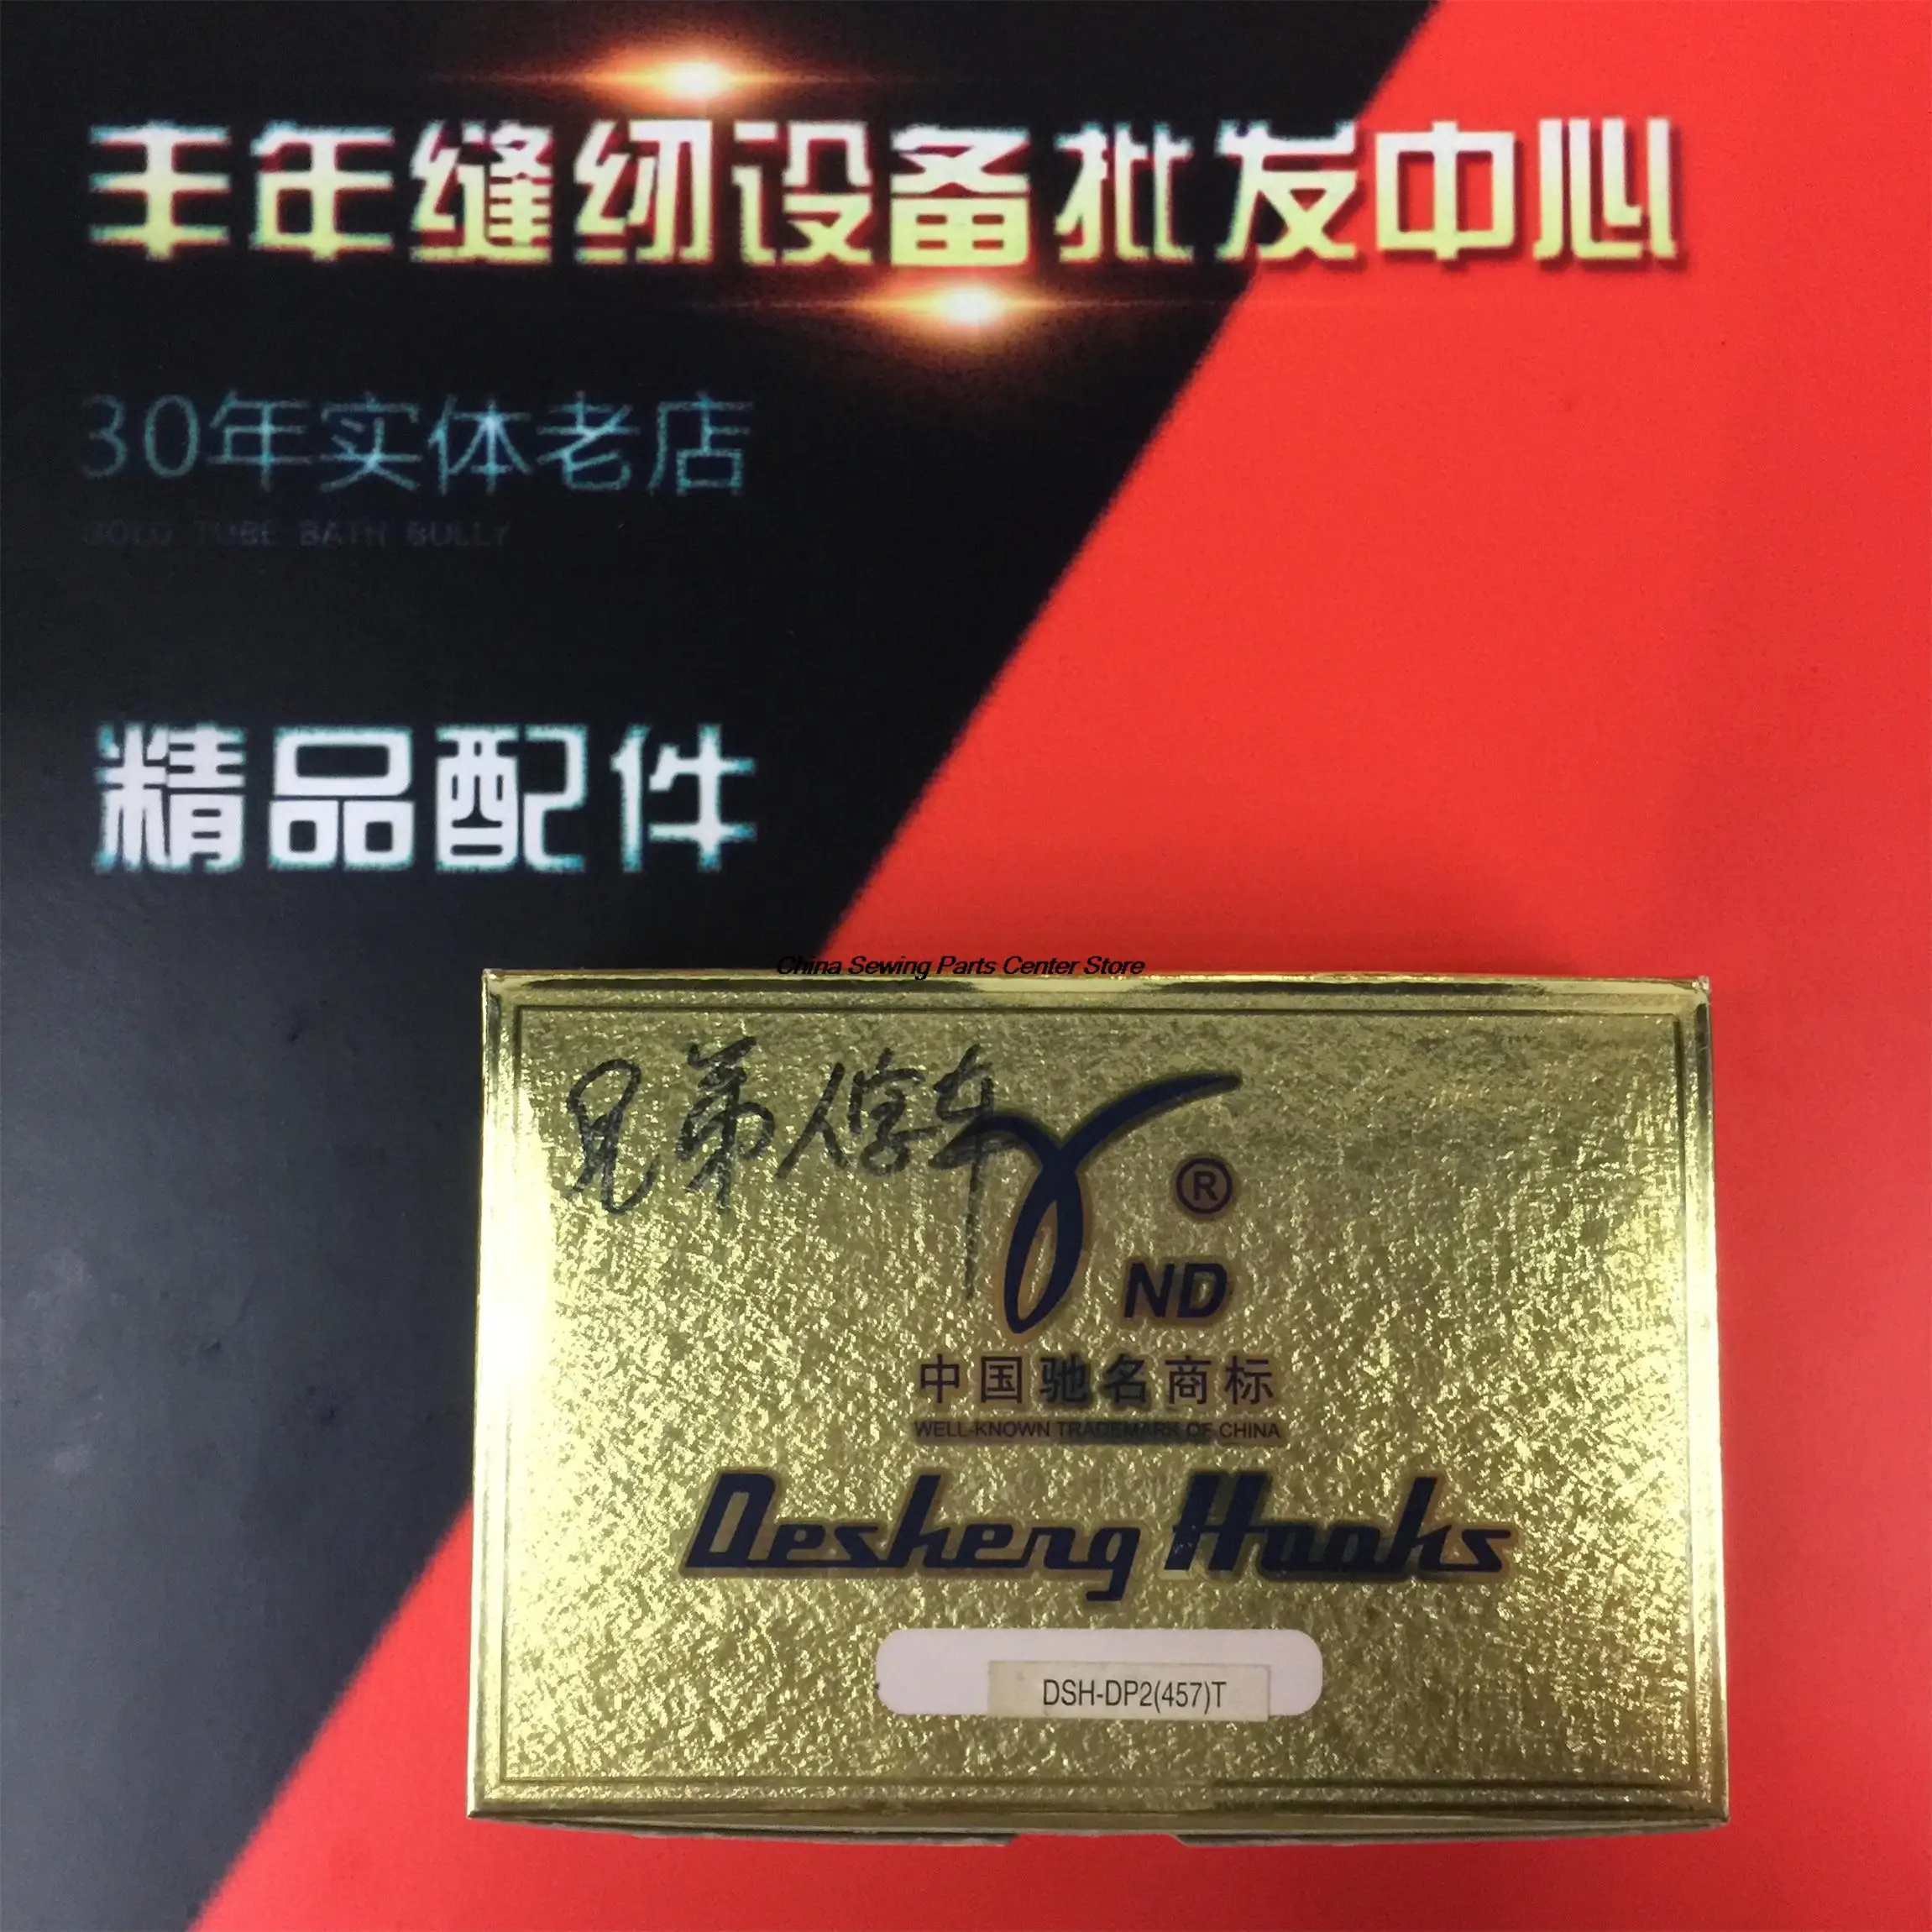 丰年缝纫设备批发中心
30年实体老店
GOLD TUBE BATH BULLY
精品配件
China Sewing Parts Center Store
兄弟人字车
®
ND
中国驰名商标
WELL-KNOWN TRADEMARK OF CHINA
Desheng Hooks
DSH-DP2(457)T